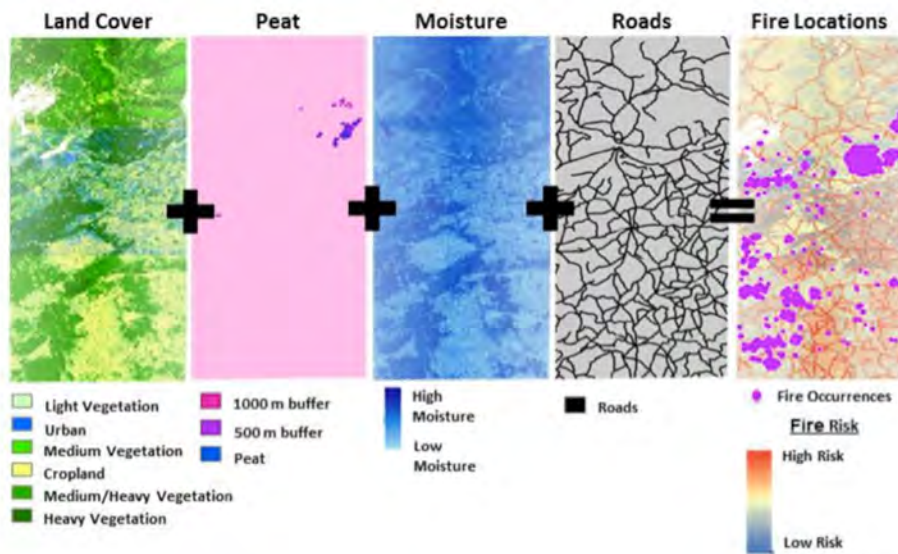 Land Cover
Peat
Moisture
Roads
Fire Locations
Light Vegetation
Urban
Medium Vegetation
Cropland
Medium/Heavy Vegetation
Heavy Vegetation
1000 m buffer
500 m buffer
Peat
High
Moisture
Low
Moisture
Roads
Fire Occurrences
Fire Risk
High Risk
Low Risk